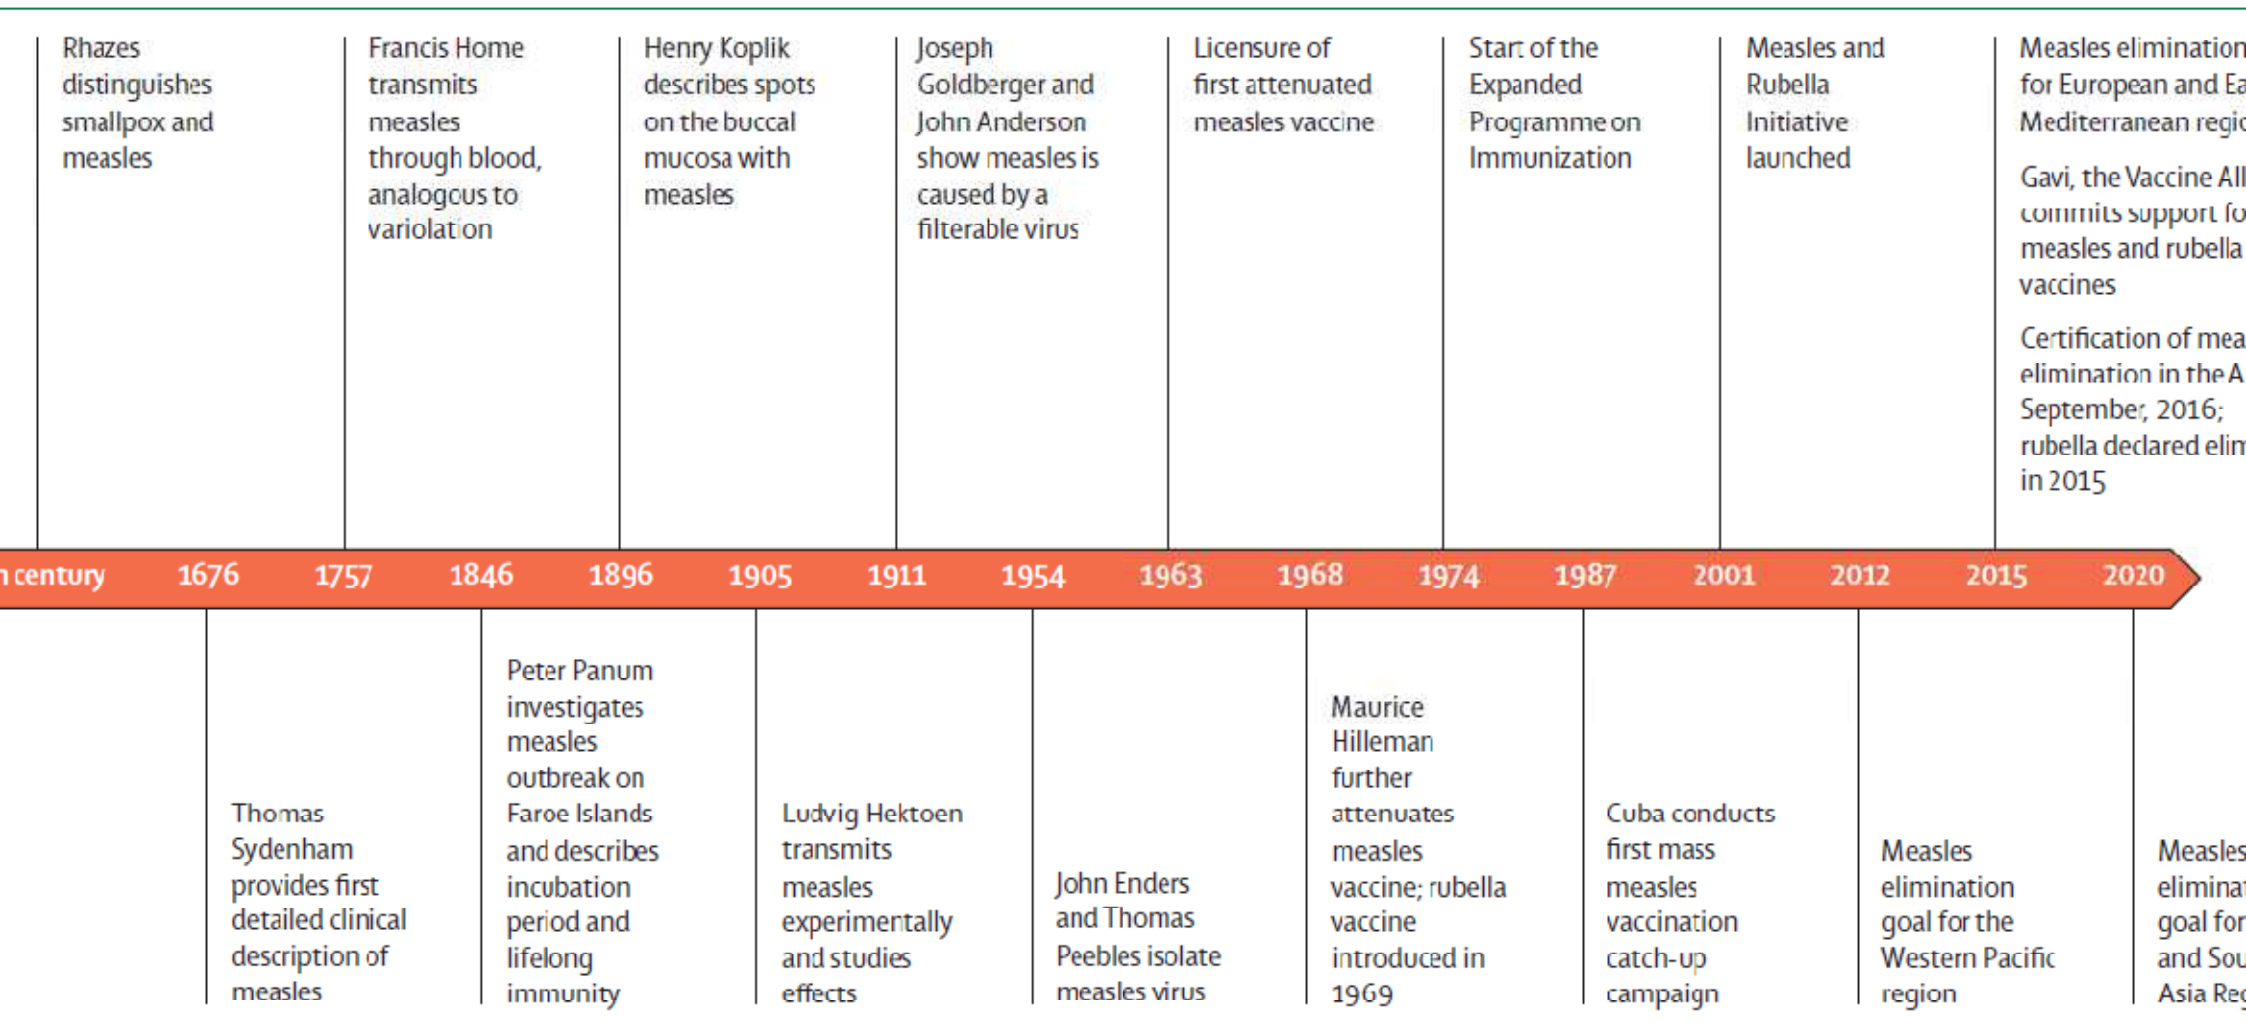 Rhazes
distinguishes
smallpox and
measles
Francis Home
transmits
measles
through blood,
analogous to
variolation
Henry Koplik
describes spots
on the buccal
mucosa with
measles
Joseph
Goldberger and
John Anderson
show measles is
caused by a
filterable virus
Licensure of
first attenuated
measles vaccine
Start of the
Expanded
Programme on
Immunization
Measles and
Rubella
Initiative
launched
Measles elimination
for European and
Mediterranean
Gavi, the Vaccine
commits support
measles and rubella
vaccines
Certification of
elimination in the
September, 2016;
rubella declared
in 2015
century 1676 1757 1846 1896 1905 1911 1954 1963 1968 1974 1987 2001 2012 2015 2020
Thomas
Sydenham
provides first
detailed clinical
description of
measles
Peter Panum
investigates
measles
outbreak on
Faroe Islands
and describes
incubation
period and
lifelong
immunity
Ludvig Hektoen
transmits
measles
experimentally
and studies
effects
John Enders
and Thomas
Peebles isolate
measles virus
Maurice
Hilleman
further
attenuates
measles
vaccine; rubella
vaccine
introduced in
1969
Cuba conducts
first mass
measles
vaccination
catch-up
campaign
Measles
elimination
goal for the
Western Pacific
region
Measles
goal for
and
Asia